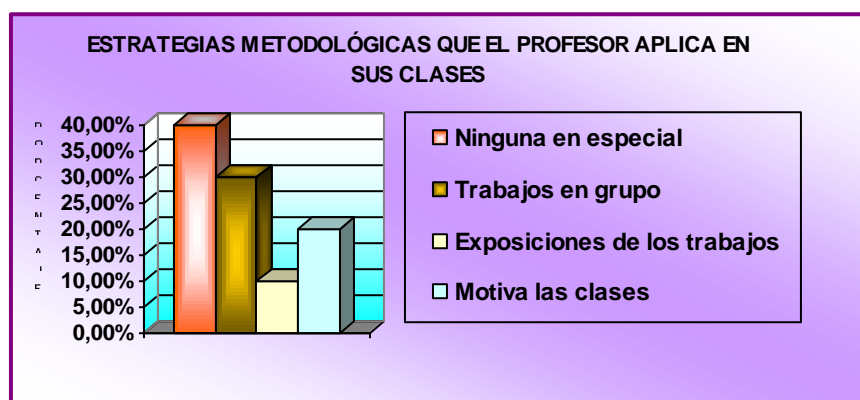 ESTRATEGIAS METODOLÓGICAS QUE EL PROFESOR APLICA EN
SUS CLASES
40,00%
35,00%
30,00%
25,00%
20,00%
15,00%
10,00%
5,00%
0,00%
Ninguna en especial
Trabajos en grupo
Exposiciones de los trabajos
Motiva las clases